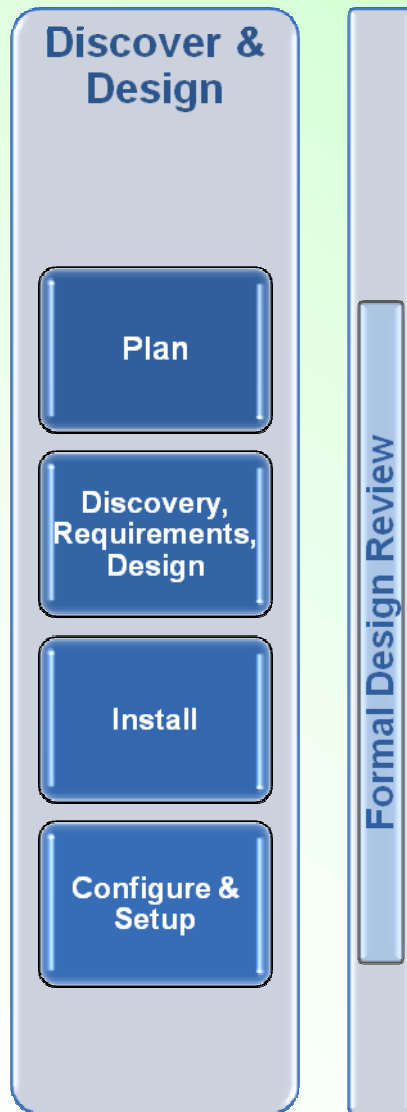 Discover &
Design
Plan
Discovery,
Requirements,
Design
Install
Configure &
Setup
Formal Design Review